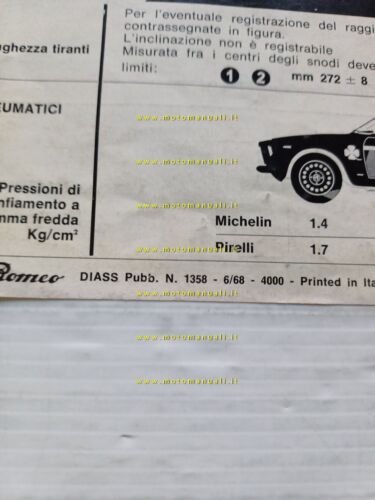 Per l'eventuale registrazione del raggi
contrassegnate in figura.
L'inclinazione non è registrabile
Misurata fra i centri degli snodi deve
limiti: 1 2 mm 272 ± 8
ghezza tiranti
www.motomanuali.it
EUMATICI
www.motomanuali.it
Pressioni di
nfiamento a
mma fredda
Kg/cm²
www.motomanuali.it
Michelin 1.4
Pirelli 1.7
www.motomanuali.it
Romeo DIASS Pubb. N. 1358 - 6/68 - 4000 - Printed in Ita
www.motomanuali.it
www.motomanuali.it
www.motomanuali.it